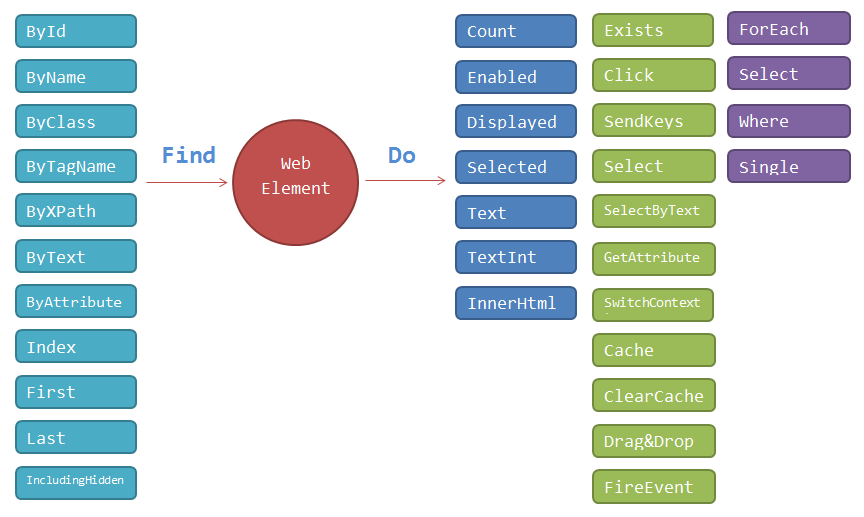 ById
ByName
ByClass
ByTagName
ByXPath
ByText
ByAttribute
Index
First
Last
IncludingHidden
Find
Web
Element
Do
Count
Enabled
Displayed
Selected
Text
TextInt
InnerHtml
Exists
Click
SendKeys
Select
SelectByText
GetAttribute
SwitchContext
Cache
ClearCache
Drag&Drop
FireEvent
ForEach
Select
Where
Single